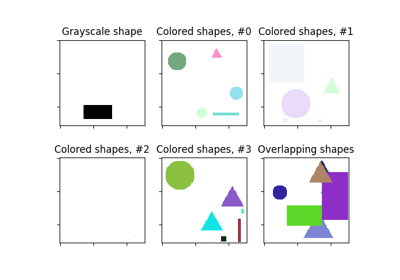 Grayscale shape
Colored shapes, #0
Colored shapes, #1
Colored shapes, #2
Colored shapes, #3
Overlapping shapes